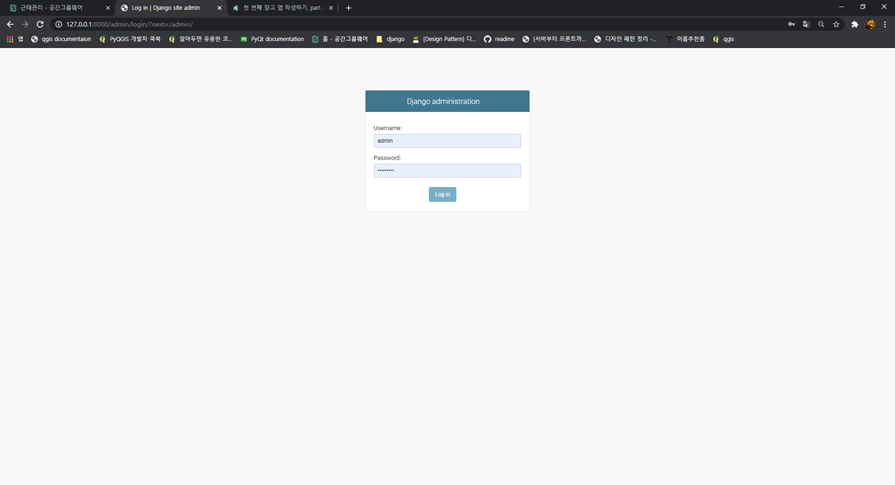 근태관리 - 공간그룹웨어
Log in | Django site admin
첫 번째 장고 앱 작성하기, part
127.0.0.1:8000/admin/login/?next=/admin/
앱
qgis documentaion
PyQGIS 개발자 쿡북
알아두면 유용한 코...
PyQt documentation
홈 - 공간그룹웨어
django
[Design Pattern] 디...
readme
[서버부터 프론트까...
디자인 패턴 정리 -...
이름추천좀
qgis
Django administration
Username:
admin
Password:
Log in